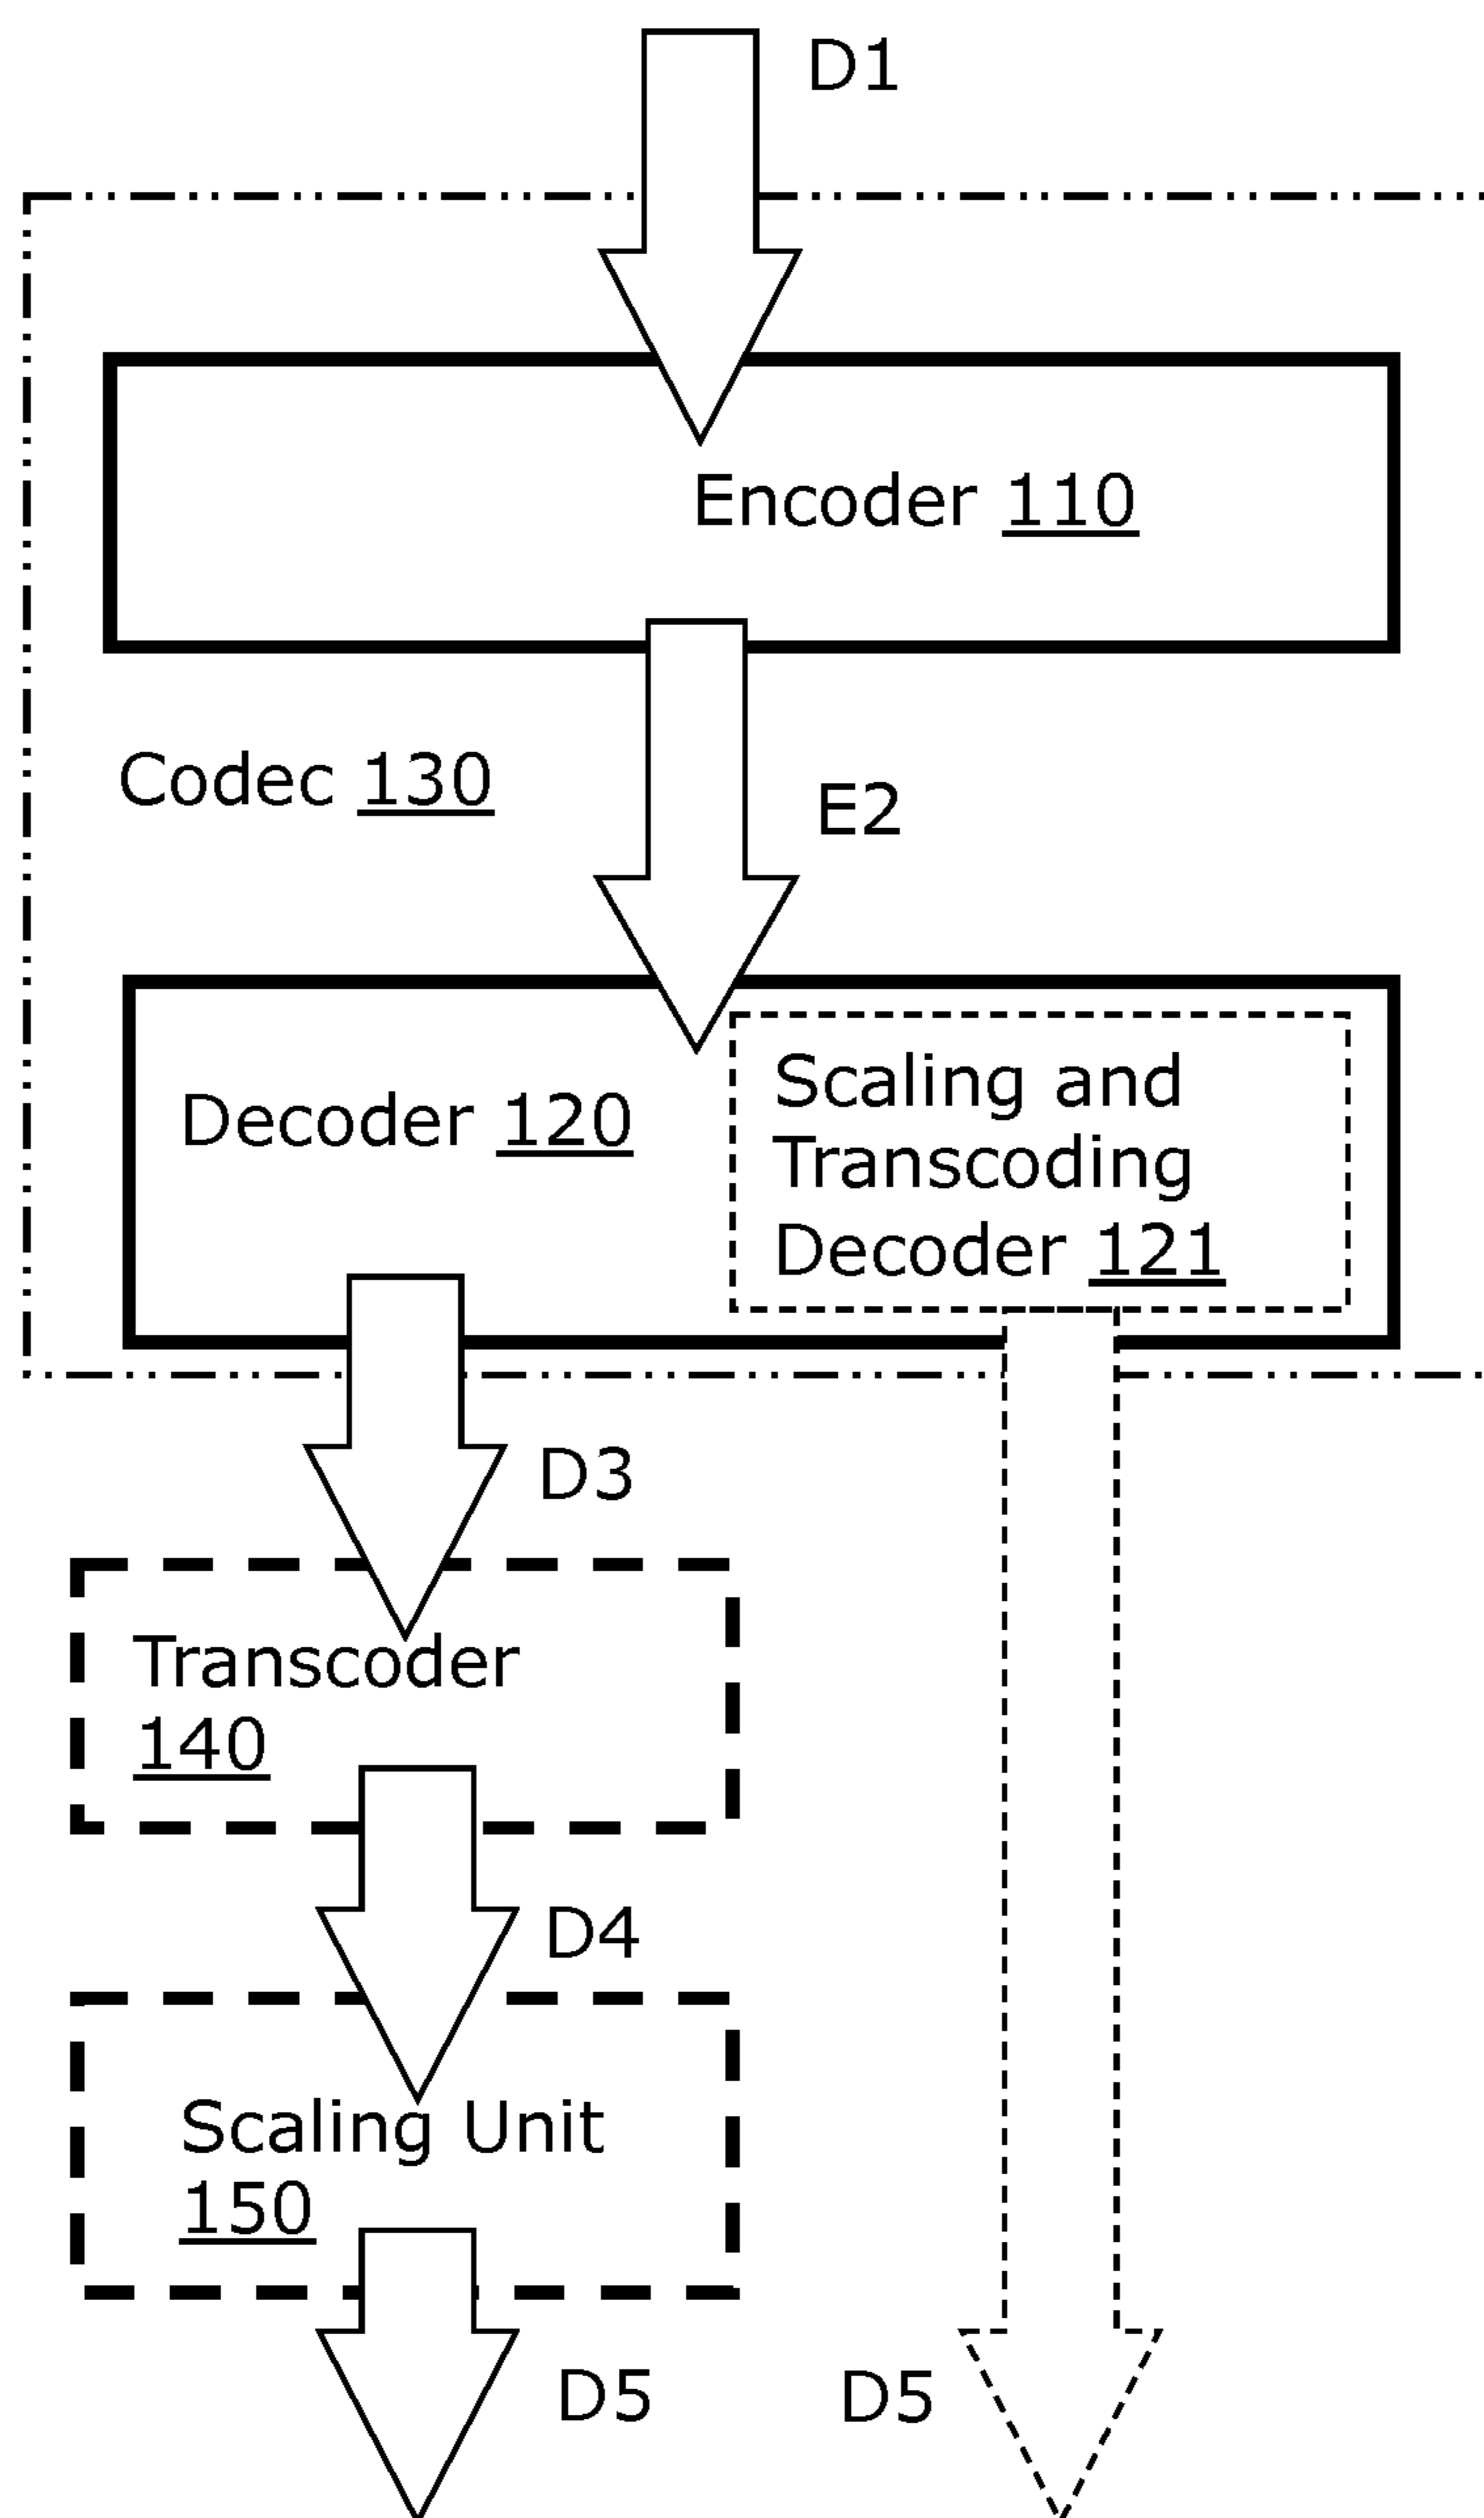 D1
Encoder 110
Codec 130
E2
Decoder 120
Scaling and
Transcoding
Decoder 121
D3
Transcoder
140
D4
Scaling Unit
150
D5
D5